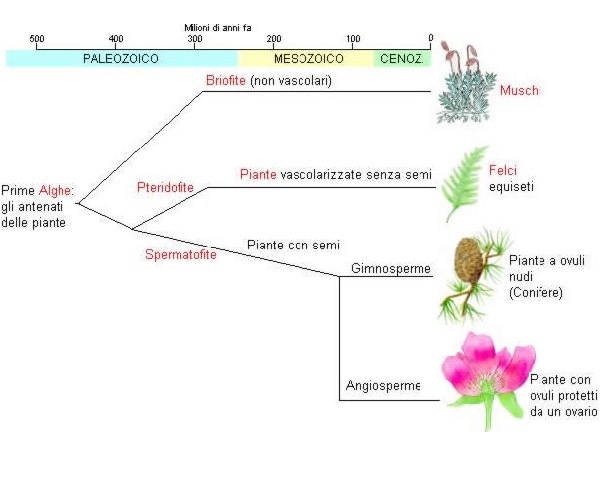 Milioni di anni fa
500 400 300 200 100 0
PALEOZOICO MESOZOICO CENOZ.
Briofite (non vascolari)
Muschi
Piante vascolarizzate senza semi
Felci
equiseti
Pteridofite
Prime Alghe:
gli antenati
delle piante
Piante con semi
Spermatofite
Gimnosperme
Piante a ovuli
nudi
(Conifere)
Angiosperme
Piante con
ovuli protetti
da un ovario